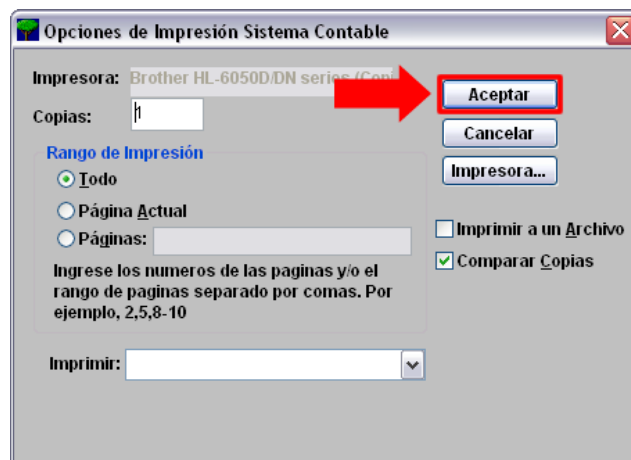 Opciones de Impresión Sistema Contable
Impresora: Brother HL-6050D/DN series
Aceptar
Copias: 1
Cancelar
Rango de Impresión
Impresora...
Todo
Página Actual
Imprimir a un Archivo
Páginas:
Comparar Copias
Ingrese los numeros de las paginas y/o el
rango de paginas separado por comas. Por
ejemplo, 2,5,8-10
Imprimir: